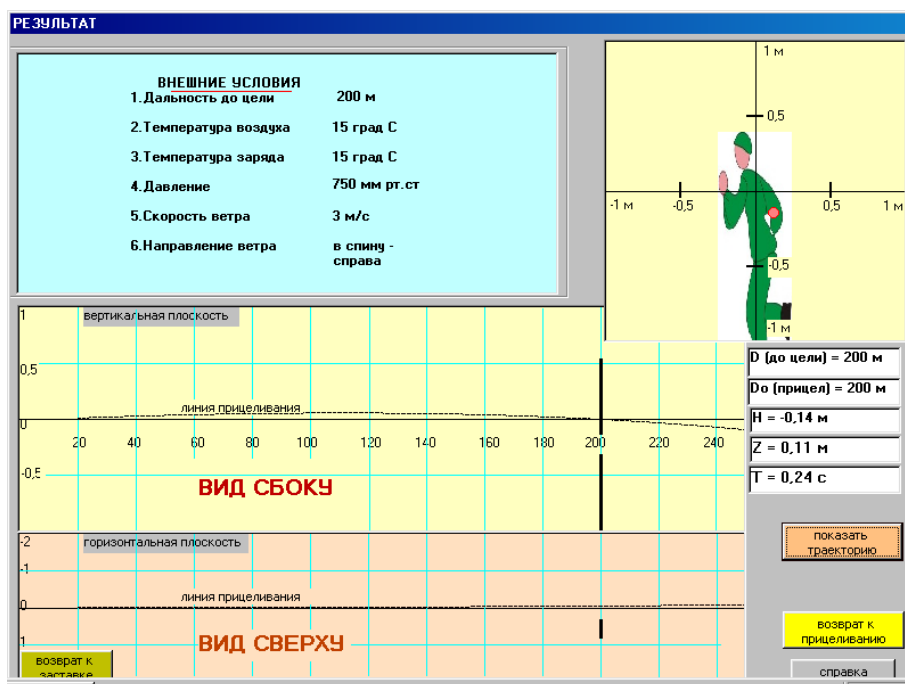 РЕЗУЛЬТАТ
ВНЕШНИЕ УСЛОВИЯ
1.Дальность до цели 200 м
2.Температура воздуха 15 град С
3.Температура заряда 15 град С
4.Давление 750 мм рт.ст
5.Скорость ветра 3 м/с
6.Направление ветра в спину -
справа
1 м
0,5
-1 м -0,5 0,5 1 м
-0,5
-1 м
1 вертикальная плоскость
0,5
линия прицеливания
0
20 40 60 80 100 120 140 160 180 200 220 240
-0,5
ВИД СБОКУ
D (до цели) = 200 м
Do (прицел) = 200 м
H = -0,14 м
Z = 0,11 м
T = 0,24 с
-2 горизонтальная плоскость
-1
линия прицеливания
0
1
ВИД СВЕРХУ
показать
траекторию
возврат к
прицеливанию
возврат к
заставке
справка